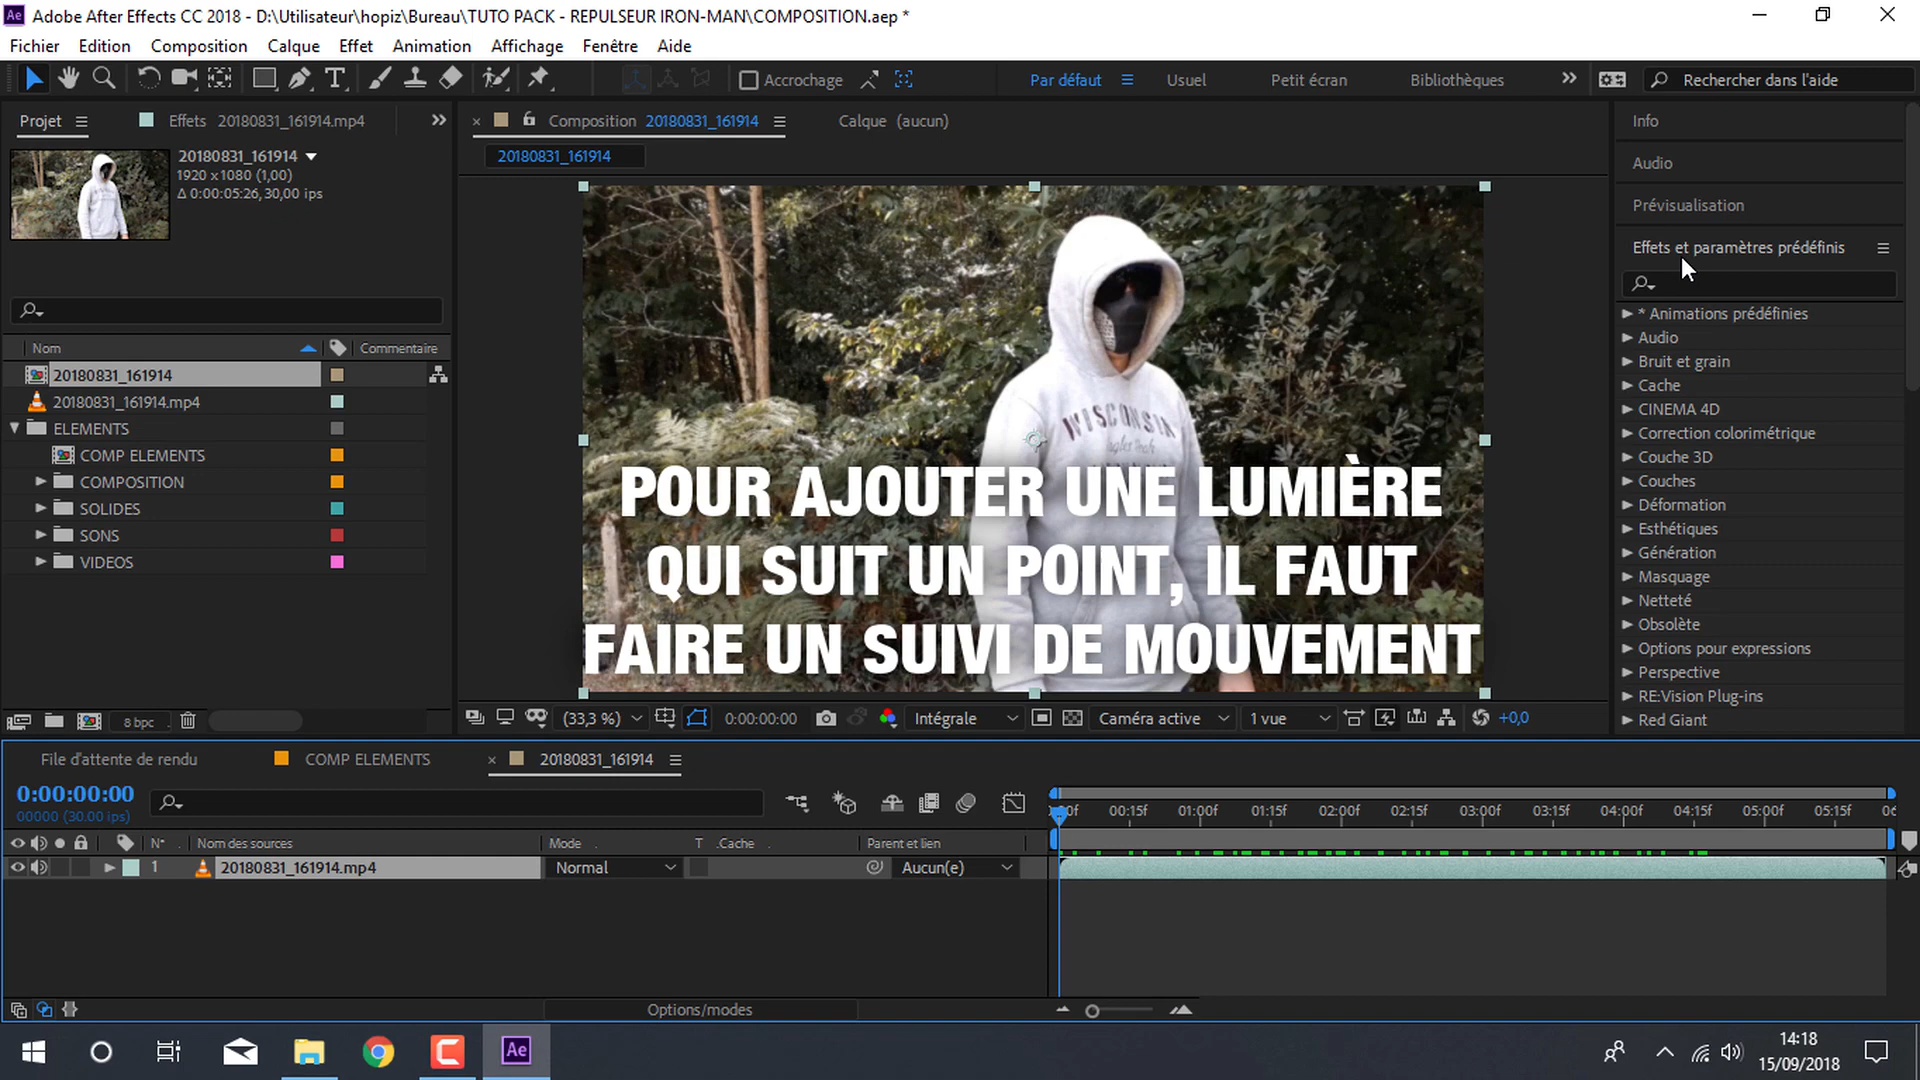 Adobe After Effects CC 2018 - D:\Utilisateur\hopiz\Bureau\TUTO PACK - REPULSEUR IRON-MAN\COMPOSITION.aep *
Fichier Edition Composition Calque Effet Animation Affichage Fenêtre Aide
Accrochage Par défaut Usuel Petit écran Bibliothèques Rechercher dans l'aide
Projet Effets 20180831_161914.mp4
20180831_161914
1920 x 1080 (1,00)
Δ 0:00:05:26, 30,00 ips
Nom Commentaire
20180831_161914
20180831_161914.mp4
ELEMENTS
COMP ELEMENTS
COMPOSITION
SOLIDES
SONS
VIDEOS
8 bpc
Composition 20180831_161914 Calque (aucun)
20180831_161914
WISCONSIN
POUR AJOUTER UNE LUMIÈRE
QUI SUIT UN POINT, IL FAUT
FAIRE UN SUIVI DE MOUVEMENT
(33,3 %) 0:00:00:00 Intégrale Caméra active 1 vue +0,0
Info
Audio
Prévisualisation
Effets et paramètres prédéfinis
* Animations prédéfinies
Audio
Bruit et grain
Cache
CINEMA 4D
Correction colorimétrique
Couche 3D
Couches
Déformation
Esthétiques
Génération
Masquage
Netteté
Obsolète
Options pour expressions
Perspective
RE:Vision Plug-ins
Red Giant
File d'attente de rendu COMP ELEMENTS 20180831_161914
0:00:00:00
00000 (30.00 ips)
00:15f 01:00f 01:15f 02:00f 02:15f 03:00f 03:15f 04:00f 04:15f 05:00f 05:15f
N° Nom des sources Mode T .Cache Parent et lien
1 20180831_161914.mp4 Normal Aucun(e)
Options/modes
Ae
14:18
15/09/2018